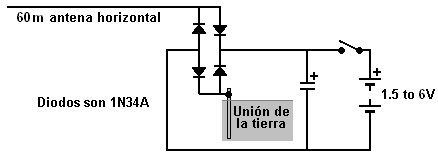 60m antena horizontal
Diodos son 1N34A
Unión de
la tierra
+
+
1.5 to 6V